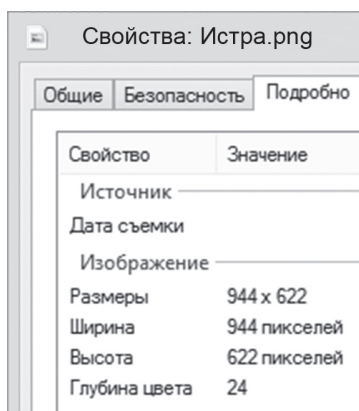 Свойства: Истра.png
Общие Безопасность Подробно
Свойство Значение
Источник
Дата съемки
Изображение
Размеры 944 x 622
Ширина 944 пикселей
Высота 622 пикселей
Глубина цвета 24